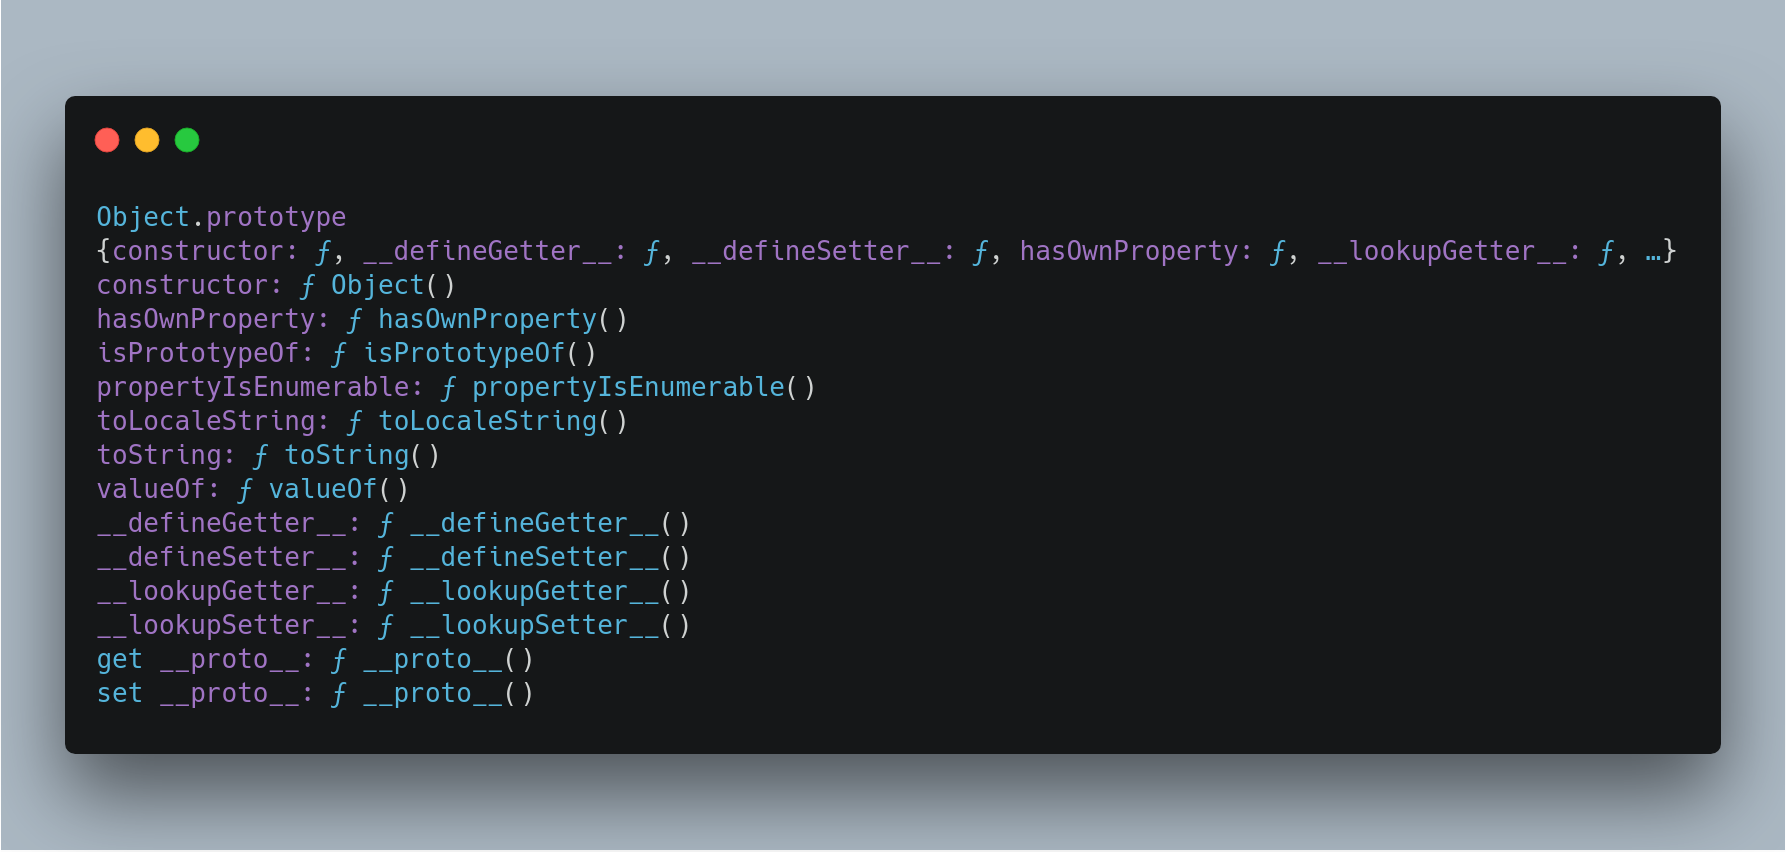 Object.prototype
{constructor: ƒ, __defineGetter__: ƒ, __defineSetter__: ƒ, hasOwnProperty: ƒ, __lookupGetter__: ƒ, …}
constructor: ƒ Object()
hasOwnProperty: ƒ hasOwnProperty()
isPrototypeOf: ƒ isPrototypeOf()
propertyIsEnumerable: ƒ propertyIsEnumerable()
toLocaleString: ƒ toLocaleString()
toString: ƒ toString()
valueOf: ƒ valueOf()
__defineGetter__: ƒ __defineGetter__()
__defineSetter__: ƒ __defineSetter__()
__lookupGetter__: ƒ __lookupGetter__()
__lookupSetter__: ƒ __lookupSetter__()
get __proto__: ƒ __proto__()
set __proto__: ƒ __proto__()